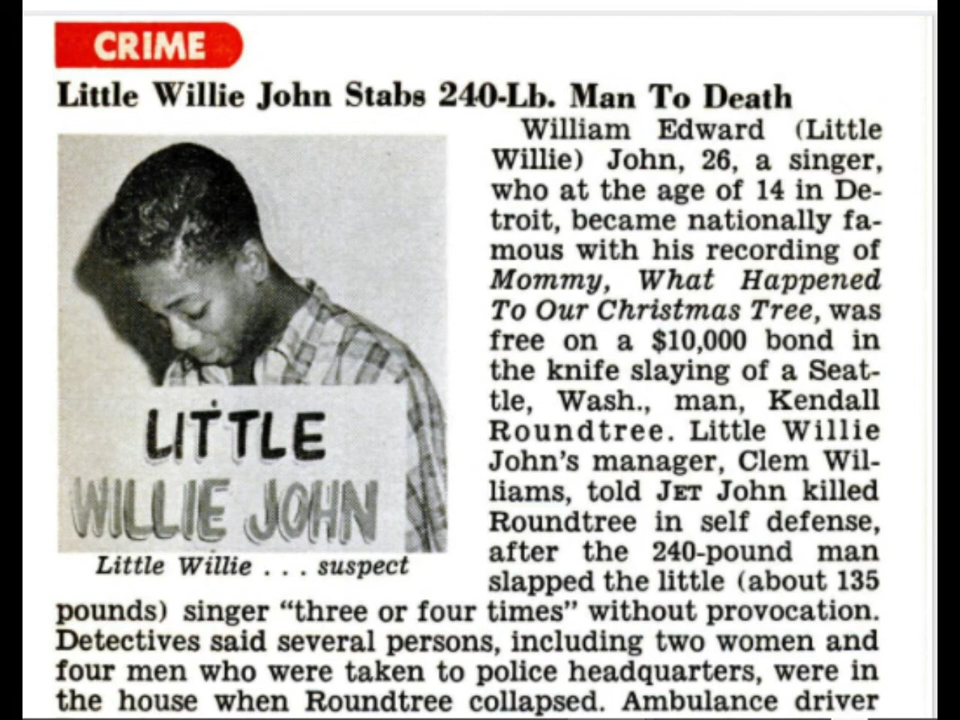 CRIME
Little Willie John Stabs 240-Lb. Man To Death
William Edward (Little
Willie) John, 26, a singer,
who at the age of 14 in De-
troit, became nationally fa-
mous with his recording of
Mommy, What Happened
To Our Christmas Tree, was
free on a $10,000 bond in
the knife slaying of a Seat-
tle, Wash., man, Kendall
Roundtree. Little Willie
John's manager, Clem Wil-
liams, told JET John killed
Roundtree in self defense,
after the 240-pound man
slapped the little (about 135
LITTLE
WILLIE JOHN
Little Willie . . . suspect
pounds) singer "three or four times" without provocation.
Detectives said several persons, including two women and
four men who were taken to police headquarters, were in
the house when Roundtree collapsed. Ambulance driver